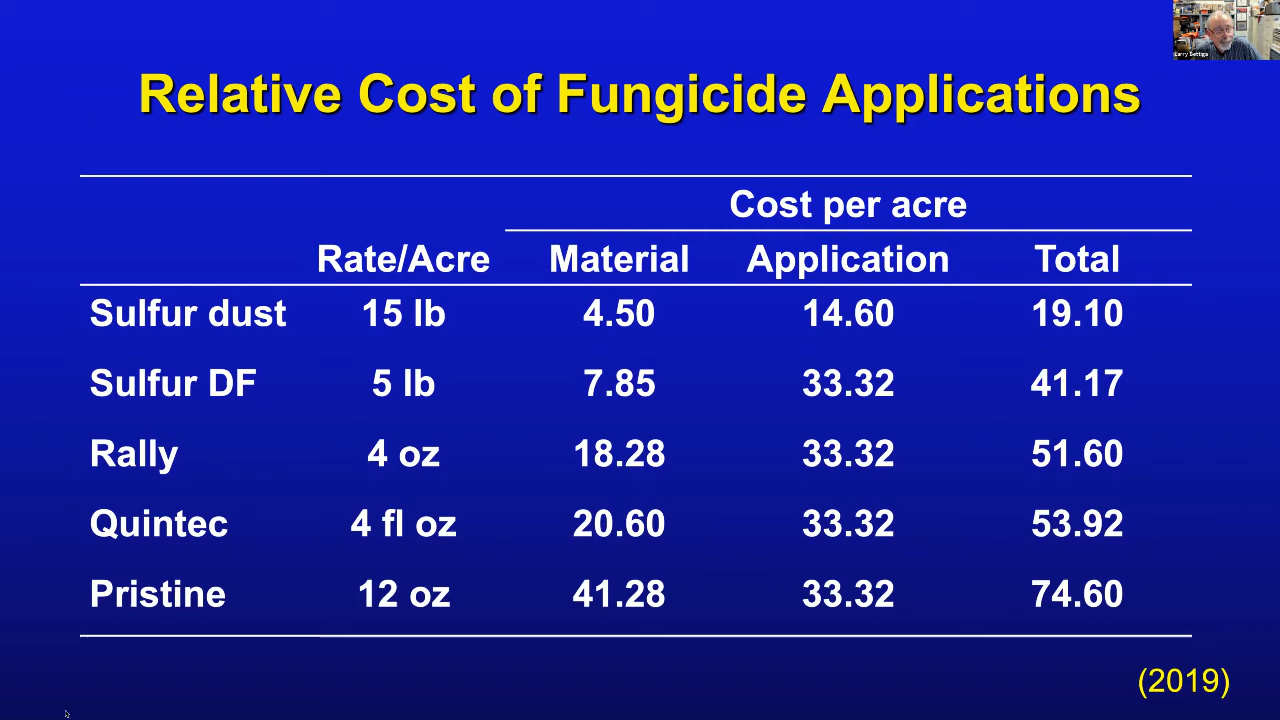 Larry Bettiga
Relative Cost of Fungicide Applications
Cost per acre
Rate/Acre Material Application Total
Sulfur dust 15 lb 4.50 14.60 19.10
Sulfur DF 5 lb 7.85 33.32 41.17
Rally 4 oz 18.28 33.32 51.60
Quintec 4 fl oz 20.60 33.32 53.92
Pristine 12 oz 41.28 33.32 74.60
(2019)